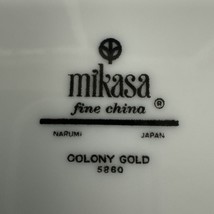 mikasa
fine china ®
NARUMI JAPAN
COLONY GOLD
5860